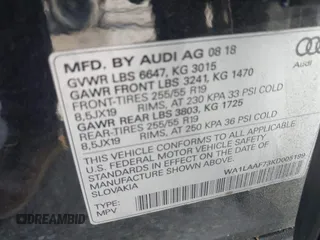 MFD. BY AUDI AG 08 18
GVWR LBS 6647, KG 3015
GAWR FRONT LBS 3241, KG 1470
FRONT-TIRES 255/55 R19
8,5JX19 RIMS, AT 230 KPA 33 PSI COLD
GAWR REAR LBS 3803, KG 1725
REAR-TIRES 255/55 R19
8,5JX19 RIMS, AT 250 KPA 36 PSI COLD
THIS VEHICLE CONFORMS TO ALL APPLICABLE
U.S. FEDERAL MOTOR VEHICLE SAFETY STANDARDS
IN EFFECT ON THE DATE OF MANUFACTURE
SHOWN ABOVE.
SLOVAKIA
TYPE: WA1LAAF73KD005199
MPV
DREAMBID